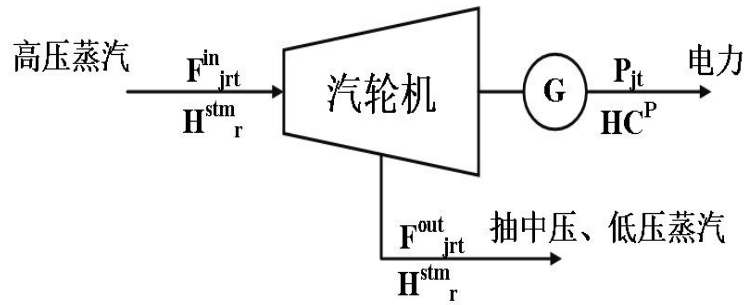 高压蒸汽
F^in_jrt
H^stm_r
汽轮机
G
P_jt
HC^P
电力
F^out_jrt
H^stm_r
抽中压、低压蒸汽